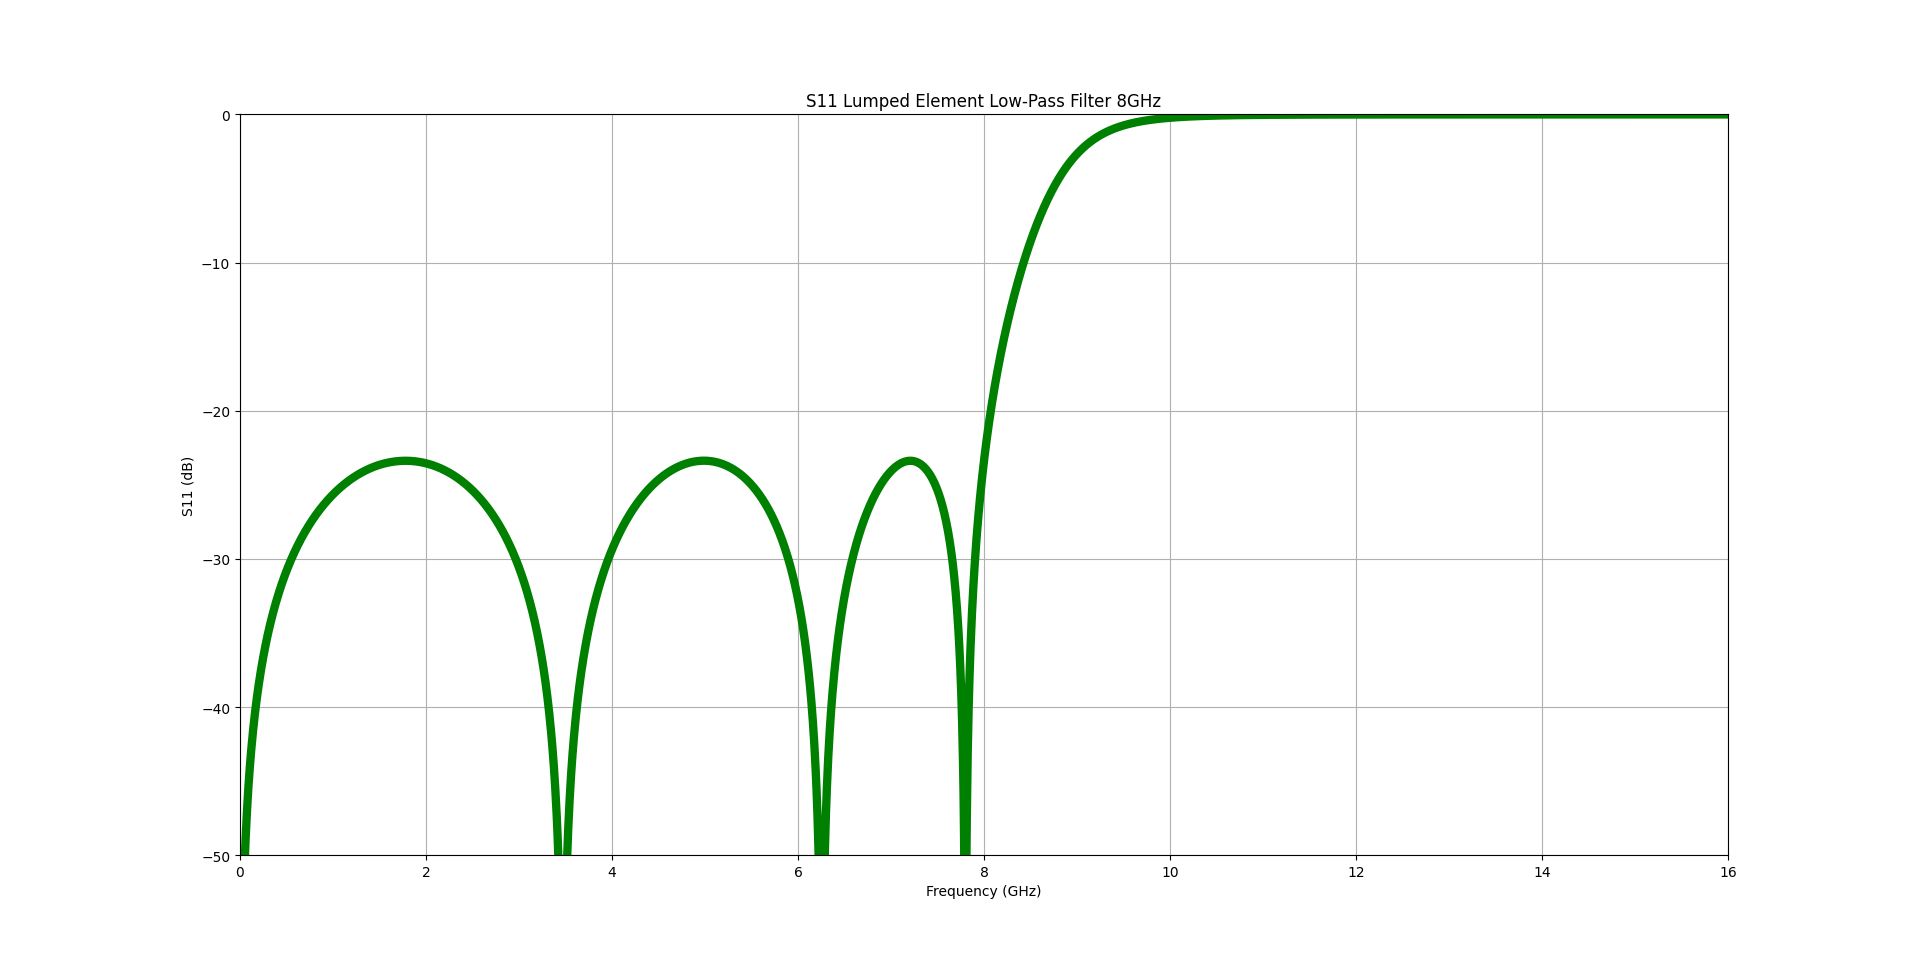 S11 Lumped Element Low-Pass Filter 8GHz
0
−10
−20
−30
−40
−50
S11 (dB)
0 2 4 6 8 10 12 14 16
Frequency (GHz)